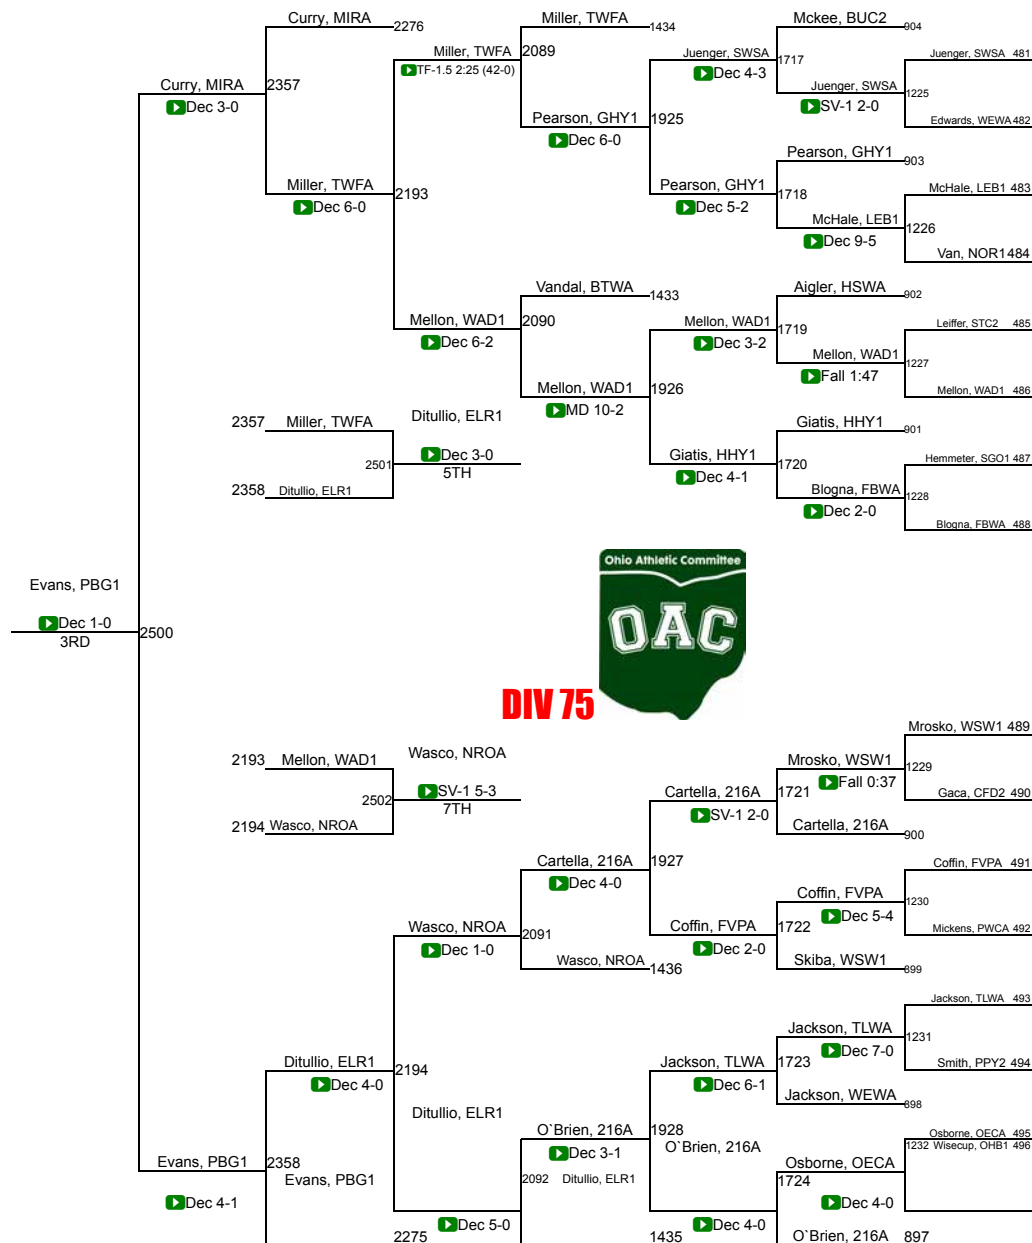 Curry, MIRA
2276
Miller, TWFA
1434
Mckee, BUC2
904
Miller, TWFA
2089
TF-1.5 2:25 (42-0)
Juenger, SWSA
1717
Dec 4-3
Juenger, SWSA 481
Curry, MIRA
2357
Dec 3-0
Juenger, SWSA
1225
SV-1 2-0
Pearson, GHY1
1925
Dec 6-0
Edwards, WEWA 482
Pearson, GHY1
903
Miller, TWFA
2193
Dec 6-0
Pearson, GHY1
1718
Dec 5-2
McHale, LEB1 483
McHale, LEB1
1226
Dec 9-5
Van, NOR1 484
Vandal, BTWA
1433
Aigler, HSWA
902
Mellon, WAD1
2090
Dec 6-2
Mellon, WAD1
1719
Dec 3-2
Leiffer, STC2 485
Mellon, WAD1
1227
Fall 1:47
Mellon, WAD1
1926
MD 10-2
Mellon, WAD1 486
2357 Miller, TWFA
Ditullio, ELR1
Giatis, HHY1
901
2501
Dec 3-0
5TH
Giatis, HHY1
1720
Dec 4-1
Hemmeter, SGO1 487
2358 Ditullio, ELR1
Blogna, FBWA
1228
Dec 2-0
Blogna, FBWA 488
Ohio Athletic Committee
OAC
Evans, PBG1
Dec 1-0
3RD
2500
DIV 75
Mrosko, WSW1 489
2193 Mellon, WAD1
Wasco, NROA
Mrosko, WSW1
1229
Fall 0:37
2502
SV-1 5-3
7TH
Cartella, 216A
1721
SV-1 2-0
Gaca, CFD2 490
2194 Wasco, NROA
Cartella, 216A
900
Cartella, 216A
1927
Dec 4-0
Coffin, FVPA 491
Coffin, FVPA
1230
Dec 5-4
Wasco, NROA
2091
Dec 1-0
Coffin, FVPA
1722
Dec 2-0
Mickens, PWCA 492
Wasco, NROA 1436
Skiba, WSW1
899
Jackson, TLWA 493
Jackson, TLWA
1231
Dec 7-0
Ditullio, ELR1
2194
Dec 4-0
Jackson, TLWA
1723
Dec 6-1
Smith, PPY2 494
Jackson, WEWA
898
Ditullio, ELR1
O`Brien, 216A
1928
Dec 3-1
O`Brien, 216A
Osborne, OECA 495
1232 Wisecup, OHB1 496
Evans, PBG1
2358
Dec 4-1
Evans, PBG1
2092 Ditullio, ELR1
Osborne, OECA
1724
Dec 4-0
2275
Dec 5-0
1435
Dec 4-0
O`Brien, 216A 897